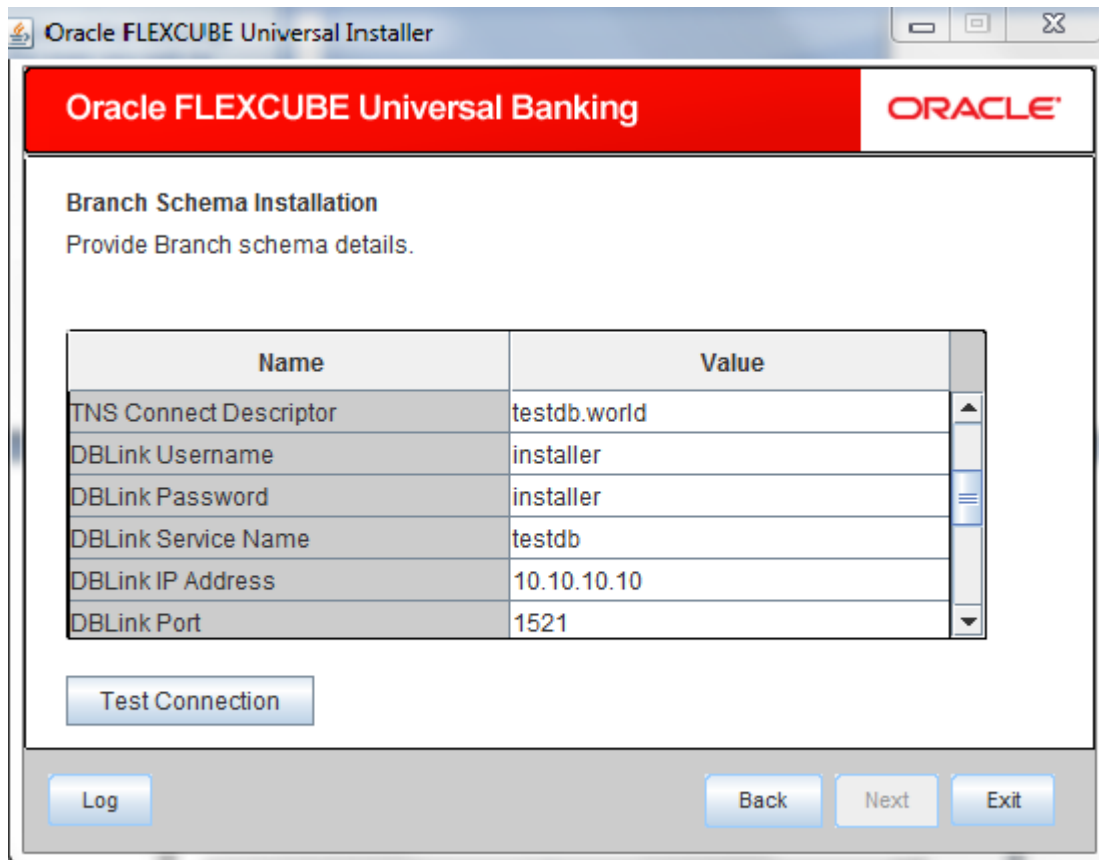 Oracle FLEXCUBE Universal Installer
Oracle FLEXCUBE Universal Banking ORACLE
Branch Schema Installation
Provide Branch schema details.
Name Value
TNS Connect Descriptor testdb.world
DBLink Username installer
DBLink Password installer
DBLink Service Name testdb
DBLink IP Address 10.10.10.10
DBLink Port 1521
Test Connection
Log Back Next Exit